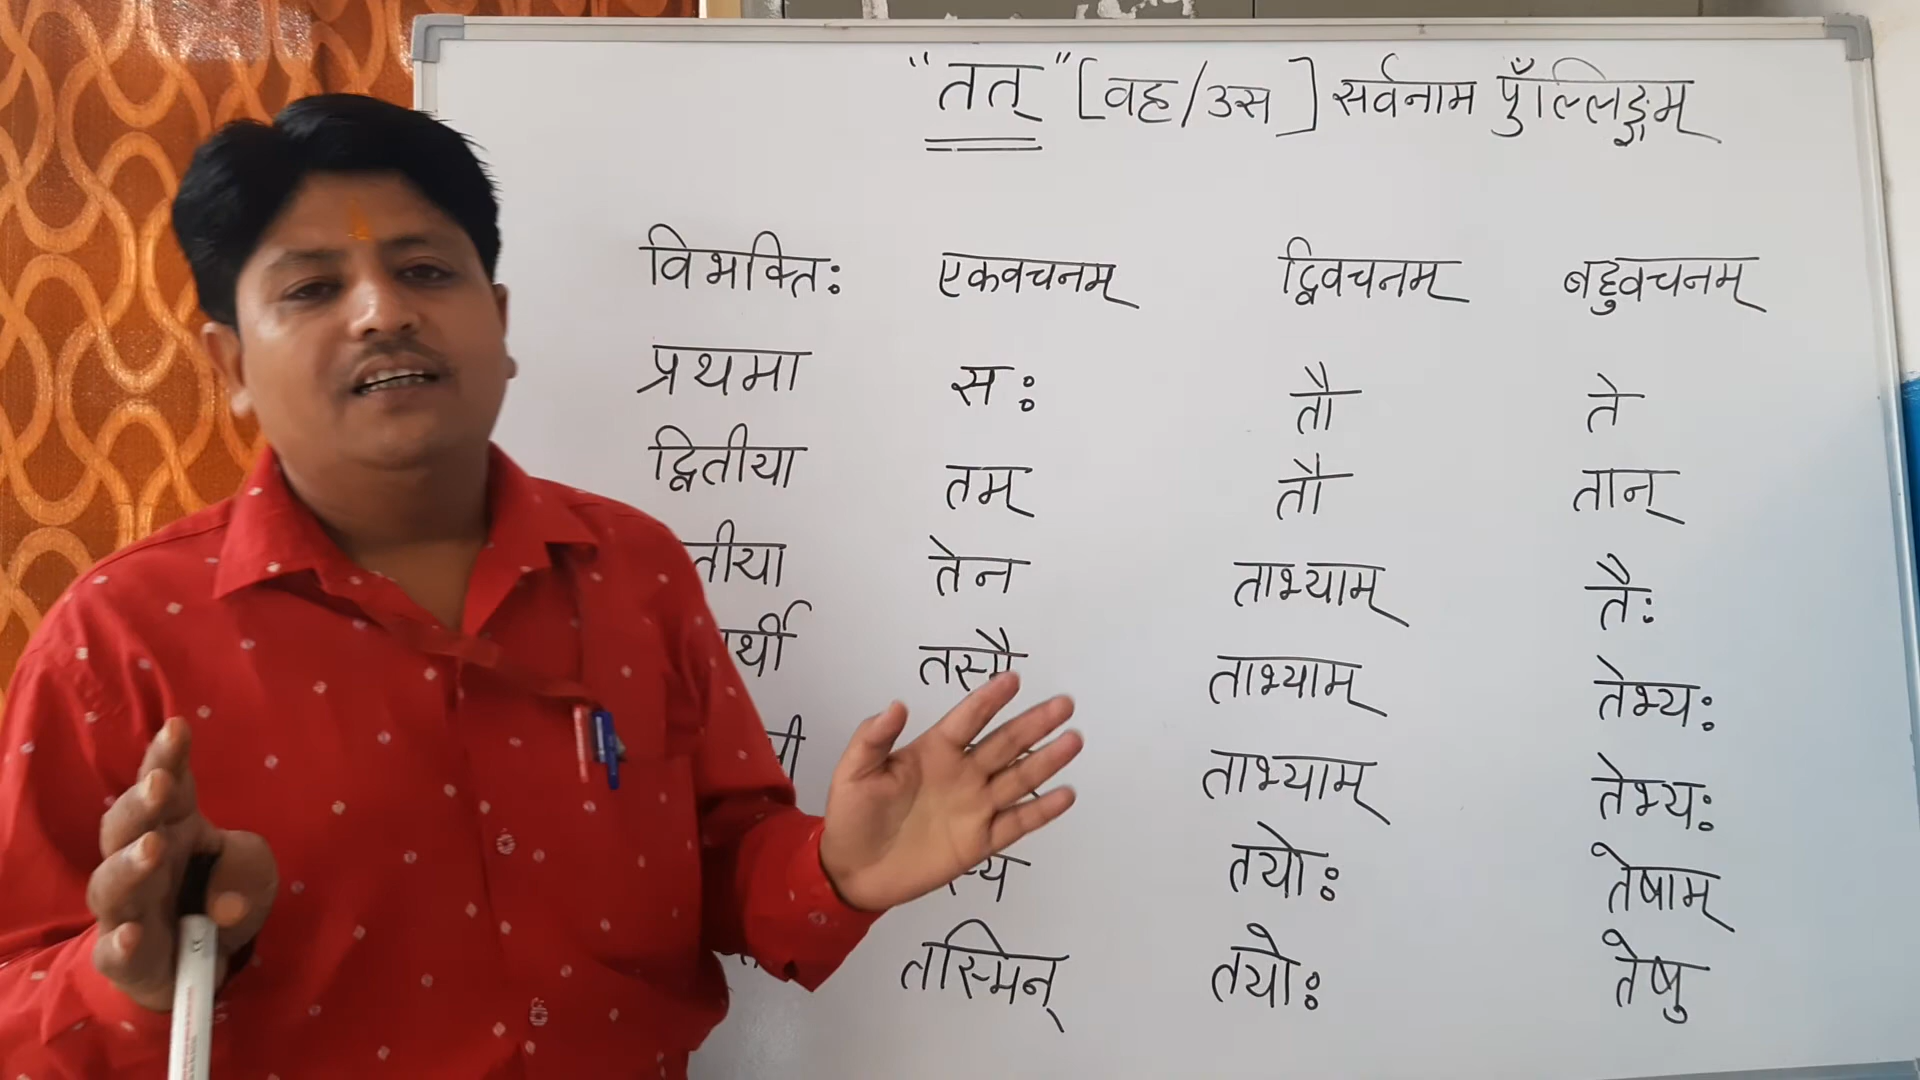 "तत्" [वह/उस] सर्वनाम पुँल्लिङ्गम्
विभक्तिः एकवचनम् द्विवचनम् बहुवचनम्
प्रथमा सः तौ ते
द्वितीया तम् तौ तान्
तीया तेन ताभ्याम् तैः
र्थी तस्मै ताभ्याम् तेभ्यः
मी ताभ्याम् तेभ्यः
स्य तयोः तेषाम्
तस्मिन् तयोः तेषु